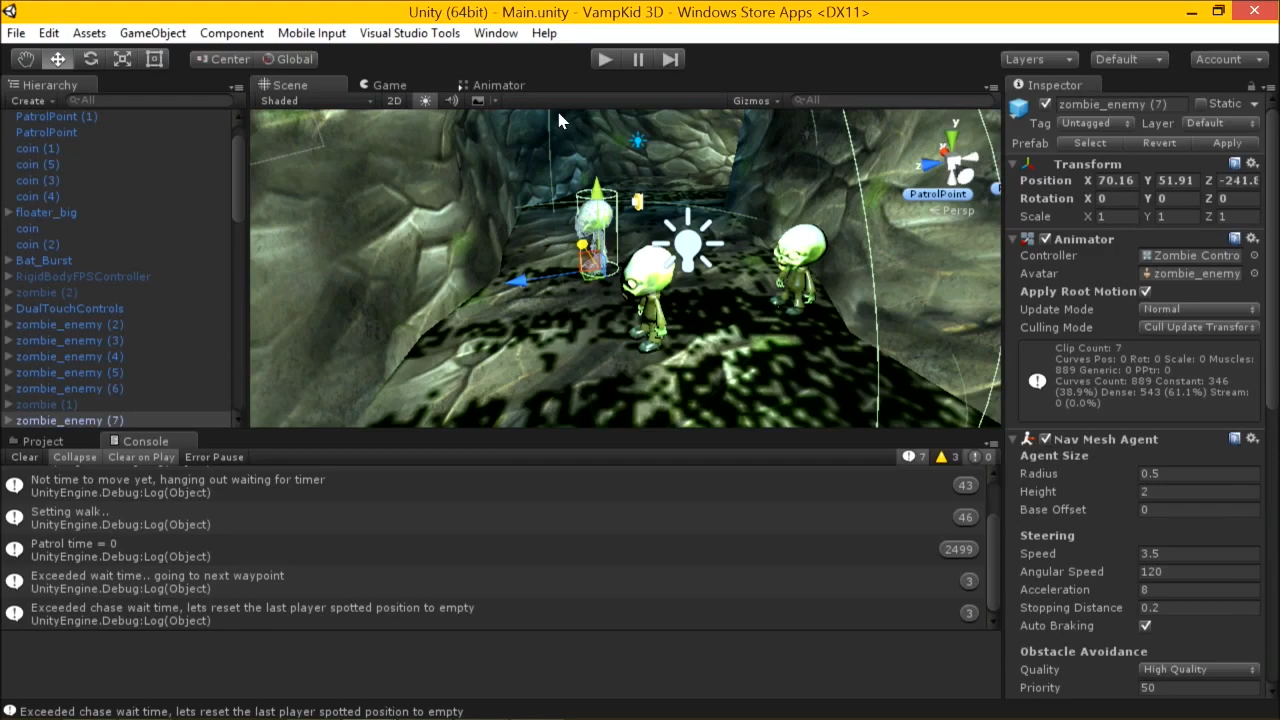 Unity (64bit) - Main.unity - VampKid 3D - Windows Store Apps <DX11>
File Edit Assets GameObject Component Mobile Input Visual Studio Tools Window Help
Center Global Layers Default Account
Hierarchy
Create All
PatrolPoint (1)
PatrolPoint
coin (1)
coin (5)
coin (3)
coin (4)
floater_big
coin
coin (2)
Bat_Burst
RigidBodyFPSController
zombie (2)
DualTouchControls
zombie_enemy (2)
zombie_enemy (3)
zombie_enemy (4)
zombie_enemy (5)
zombie_enemy (6)
zombie (1)
zombie_enemy (7)
Scene Game Animator
Shaded 2D Gizmos All
y
x
z
PatrolPoint
Persp
Inspector
zombie_enemy (7) Static
Tag Untagged Layer Default
Prefab Select Revert Apply
Transform
Position X 70.16 Y 51.91 Z -241.8
Rotation X 0 Y 0 Z 0
Scale X 1 Y 1 Z 1
Animator
Controller Zombie Contro
Avatar zombie_enemy
Apply Root Motion
Update Mode Normal
Culling Mode Cull Update Transfor
Clip Count: 7
Curves Pos: 0 Rot: 0 Scale: 0 Muscles:
889 Generic: 0 PPtr: 0
Curves Count: 889 Constant: 346
(38.9%) Dense: 543 (61.1%) Stream:
0 (0.0%)
Nav Mesh Agent
Agent Size
Radius 0.5
Height 2
Base Offset 0
Steering
Speed 3.5
Angular Speed 120
Acceleration 8
Stopping Distance 0.2
Auto Braking
Obstacle Avoidance
Quality High Quality
Priority 50
Project Console
Clear Collapse Clear on Play Error Pause 7 3 0
Not time to move yet, hanging out waiting for timer
UnityEngine.Debug:Log(Object) 43
Setting walk..
UnityEngine.Debug:Log(Object) 46
Patrol time = 0
UnityEngine.Debug:Log(Object) 2499
Exceeded wait time.. going to next waypoint
UnityEngine.Debug:Log(Object) 3
Exceeded chase wait time, lets reset the last player spotted position to empty
UnityEngine.Debug:Log(Object) 3
Exceeded chase wait time, lets reset the last player spotted position to empty